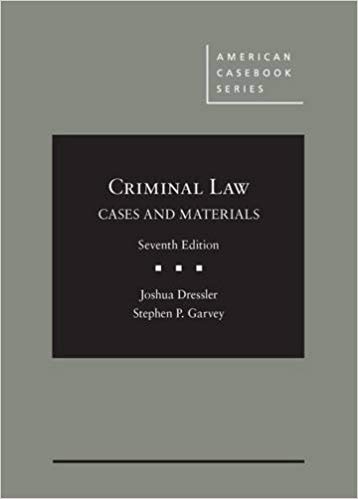 AMERICAN
CASEBOOK
SERIES
CRIMINAL LAW
CASES AND MATERIALS
Seventh Edition
Joshua Dressler
Stephen P. Garvey